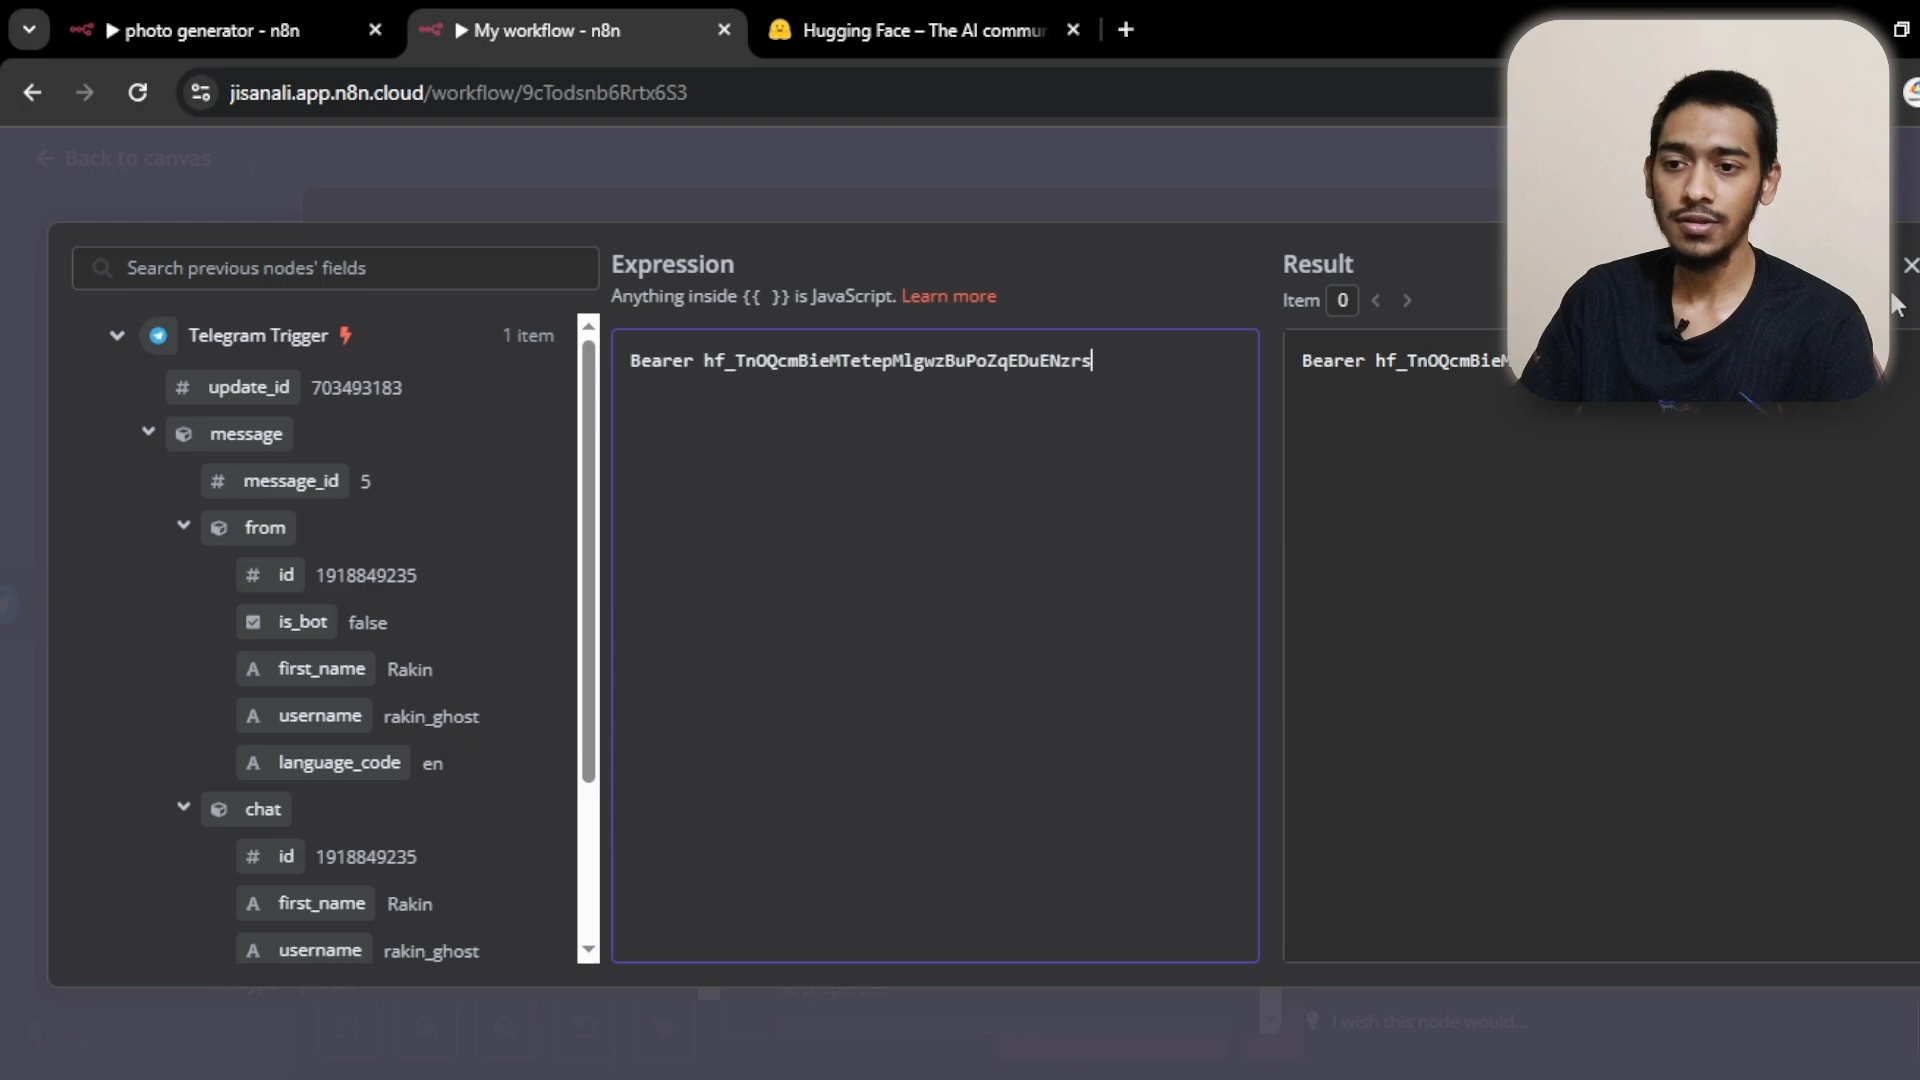 photo generator - n8n
My workflow - n8n
Hugging Face – The AI commun
jisanali.app.n8n.cloud/workflow/9cTodsnb6Rrtx6S3
Back to canvas
Search previous nodes' fields
Telegram Trigger
1 item
# update_id 703493183
message
# message_id 5
from
# id 1918849235
is_bot false
A first_name Rakin
A username rakin_ghost
A language_code en
chat
# id 1918849235
A first_name Rakin
A username rakin_ghost
Expression
Anything inside {{ }} is JavaScript. Learn more
Bearer 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
Result
Item 0
Bearer hf_TnOQcmBieM
I wish this node would...